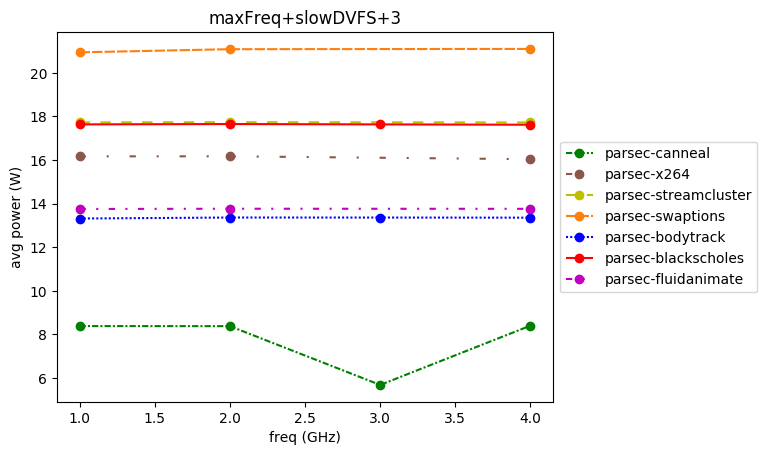 maxFreq+slowDVFS+3
avg power (W)
20
18
16
14
12
10
8
6
1.0
1.5
2.0
2.5
3.0
3.5
4.0
freq (GHz)
parsec-canneal
parsec-x264
parsec-streamcluster
parsec-swaptions
parsec-bodytrack
parsec-blackscholes
parsec-fluidanimate